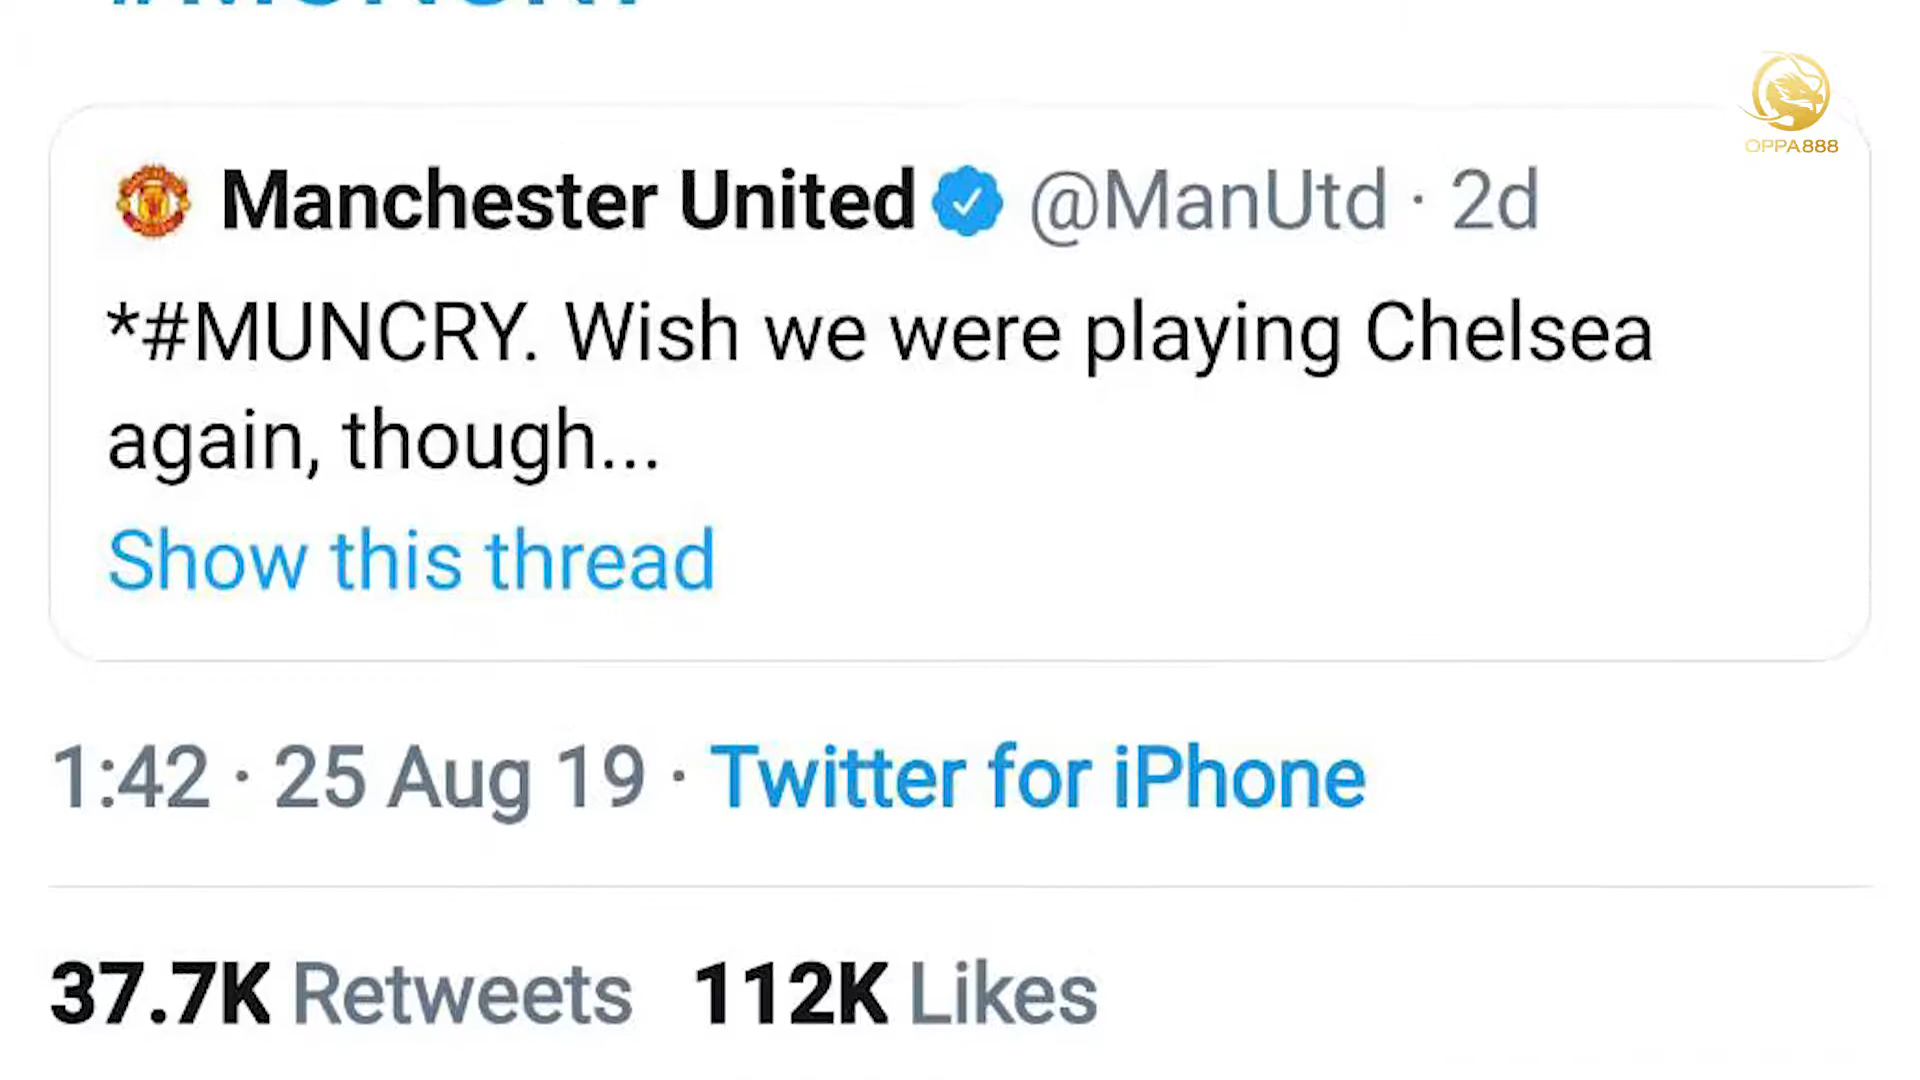 #MUNCRY
OPPA888
Manchester United @ManUtd · 2d
*#MUNCRY. Wish we were playing Chelsea
again, though...
Show this thread
1:42 · 25 Aug 19 · Twitter for iPhone
37.7K Retweets 112K Likes